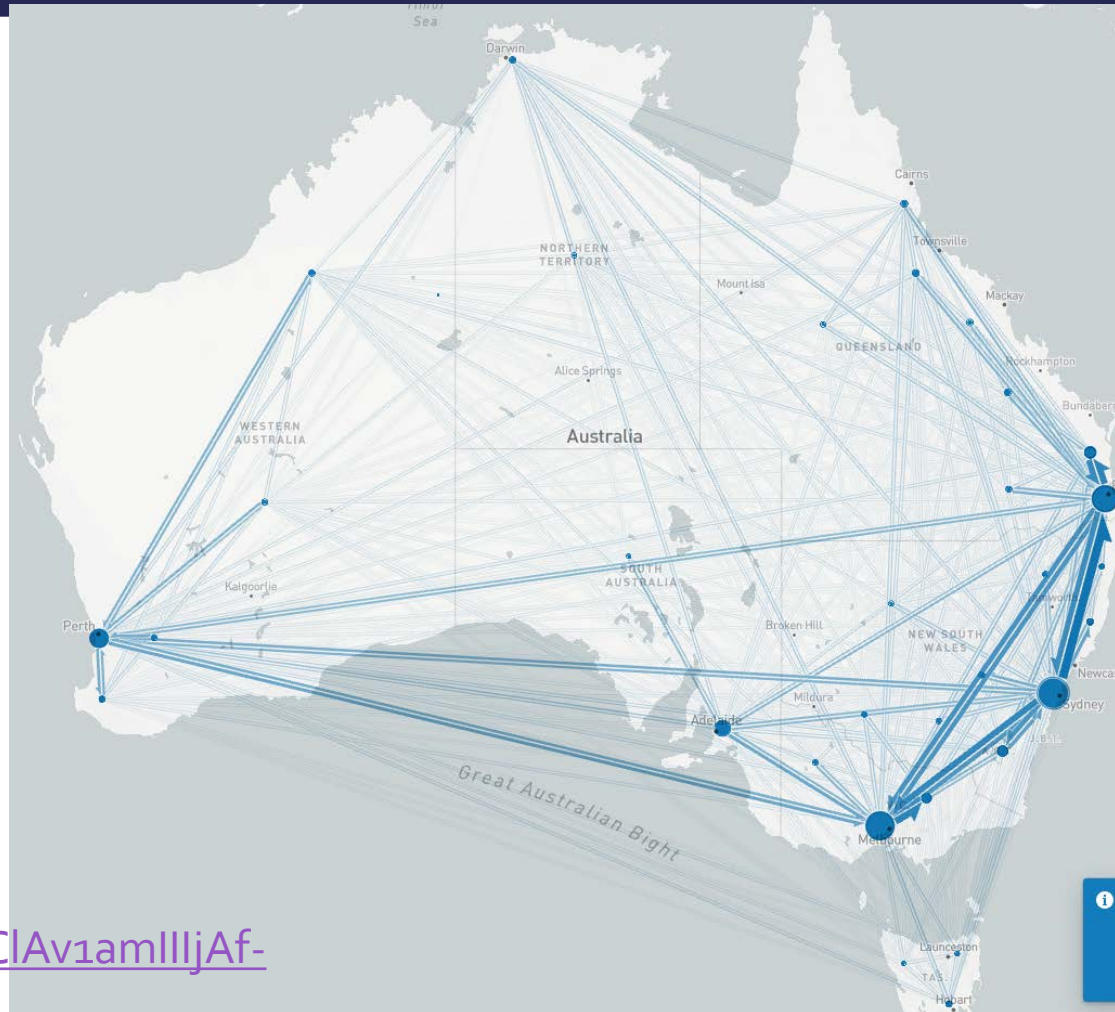 Sea
Darwin
Cairns
Townsville
NORTHERN
TERRITORY
Mount Isa
Mackay
QUEENSLAND
Rockhampton
Alice Springs
Bundaberg
WESTERN
AUSTRALIA
Australia
SOUTH
AUSTRALIA
Kalgoorlie
Tamworth
Perth
Broken Hill
NEW SOUTH
WALES
Newcas
Mildura
Sydney
Adelaide
J.B.T.
Great Australian Bight
Melbourne
i
ClAv1amIIIjAf-
Launceston
TAS.
Hobart